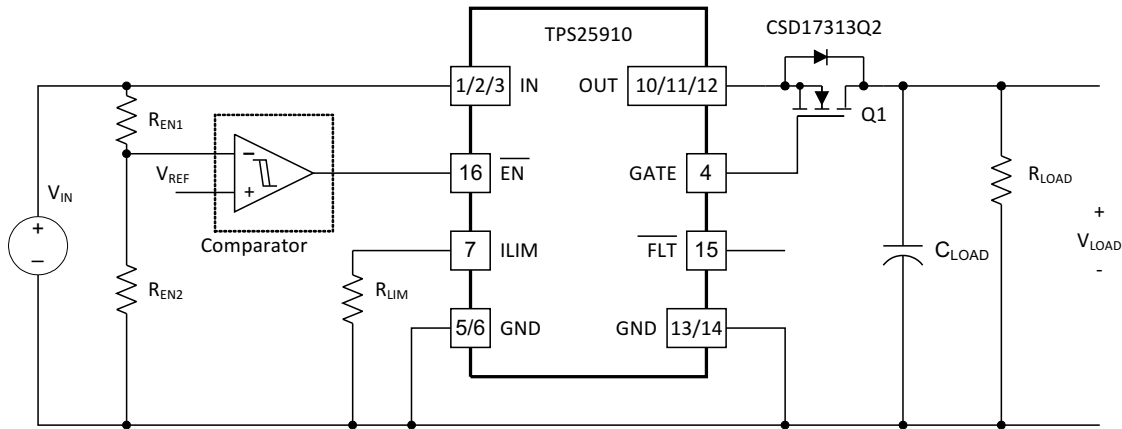 TPS25910
CSD17313Q2
1/2/3 IN
OUT 10/11/12
Q1
R_EN1
V_REF
16 EN
GATE 4
R_LOAD
V_IN
Comparator
7 ILIM
FLT 15
C_LOAD
+
V_LOAD
-
R_EN2
R_LIM
5/6 GND
GND 13/14